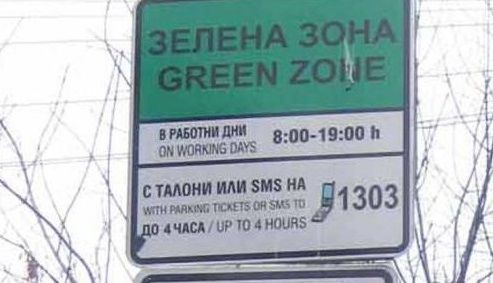 ЗЕЛЕНА ЗОНА
GREEN ZONE
В РАБОТНИ ДНИ
ON WORKING DAYS
8:00-19:00 h
С ТАЛОНИ ИЛИ SMS НА
WITH PARKING TICKETS OR SMS TO
1303
ДО 4 ЧАСА / UP TO 4 HOURS